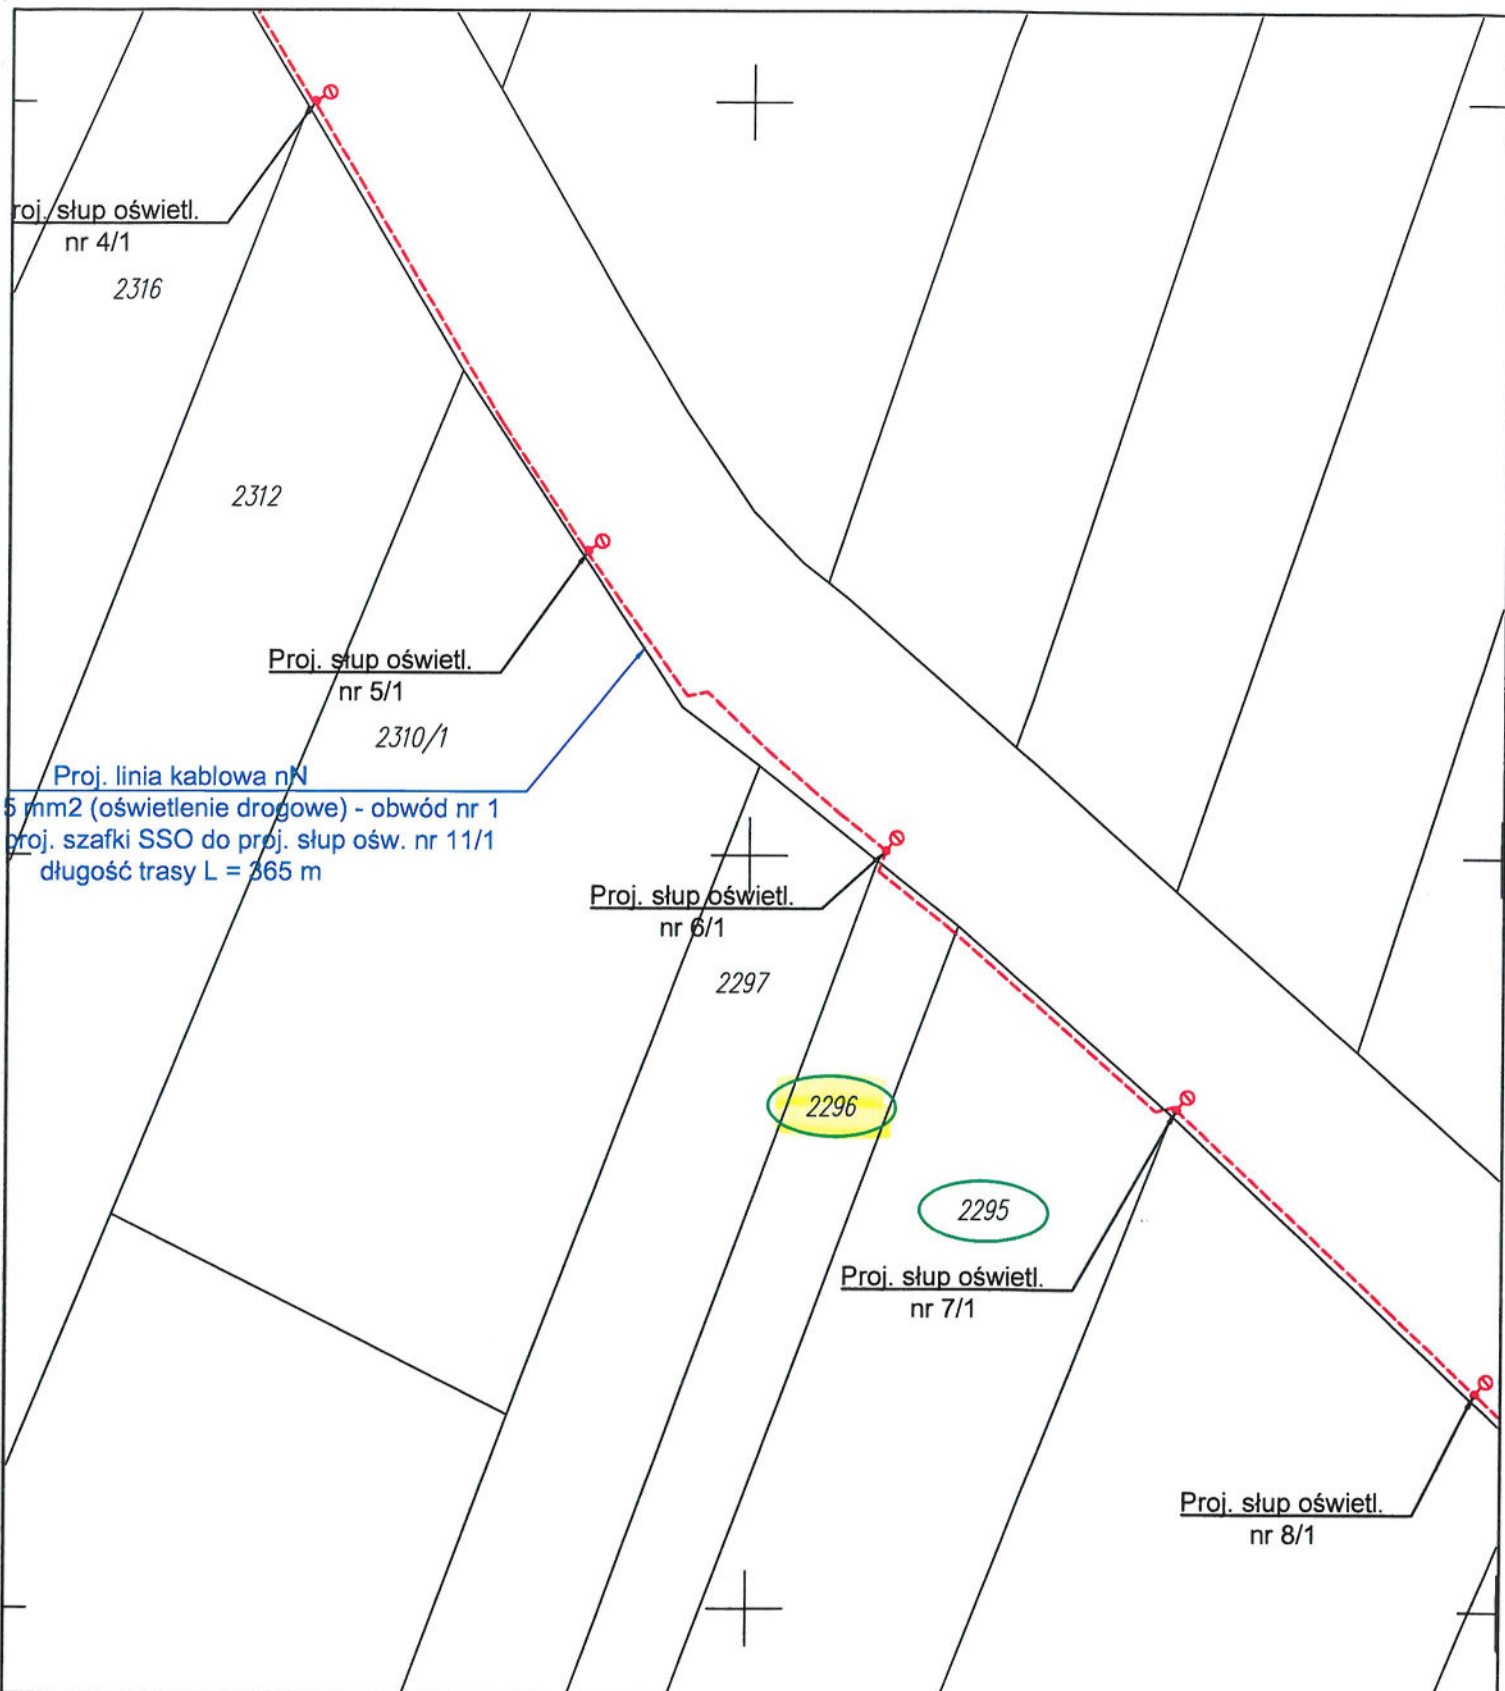 roj. słup oświetl.
nr 4/1
2316
2312
Proj. słup oświetl.
nr 5/1
2310/1
Proj. linia kablowa nN
5 mm2 (oświetlenie drogowe) - obwód nr 1
proj. szafki SSO do proj. słup ośw. nr 11/1
długość trasy L = 365 m
Proj. słup oświetl.
nr 6/1
2297
2296
2295
Proj. słup oświetl.
nr 7/1
Proj. słup oświetl.
nr 8/1